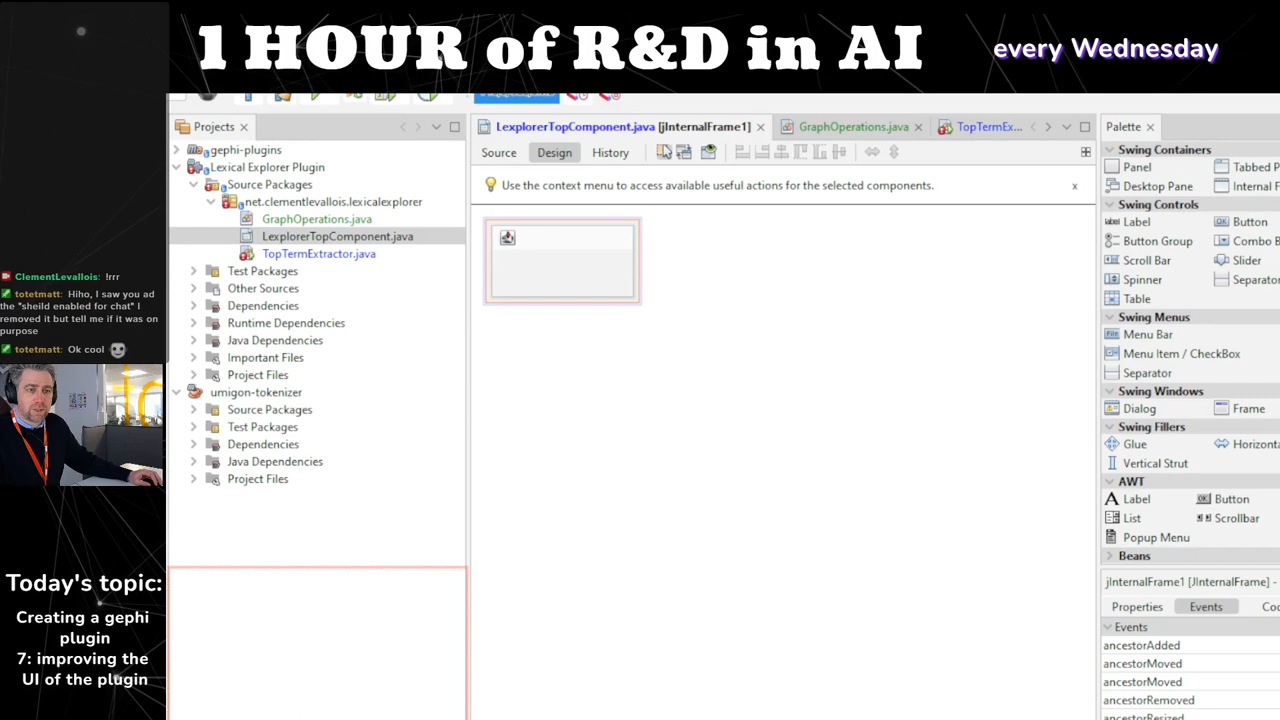 1 HOUR of R&D in AI
every Wednesday
Projects
LexplorerTopComponent.java [jInternalFrame1]
GraphOperations.java
TopTermEx...
Palette
gephi-plugins
Lexical Explorer Plugin
Source Packages
net.clementlevallois.lexicalexplorer
GraphOperations.java
LexplorerTopComponent.java
TopTermExtractor.java
Test Packages
Other Sources
Dependencies
Runtime Dependencies
Java Dependencies
Important Files
Project Files
umigon-tokenizer
Source Packages
Test Packages
Dependencies
Java Dependencies
Project Files
Source
Design
History
Use the context menu to access available useful actions for the selected components.
x
Swing Containers
Panel
Tabbed P
Desktop Pane
Internal F
Swing Controls
label Label
Button
Button Group
Combo B
Scroll Bar
Slider
Spinner
Separator
Table
Swing Menus
Menu Bar
Menu Item / CheckBox
Separator
Swing Windows
Dialog
Frame
Swing Fillers
Glue
Horizonta
Vertical Strut
AWT
A Label
OK Button
List
Scrollbar
Popup Menu
Beans
jInternalFrame1 [JInternalFrame] -
Properties
Events
Coc
Events
ancestorAdded
ancestorMoved
ancestorMoved
ancestorRemoved
ancestorResized
ClementLevallois: !rrr
totetmatt: Hiho, I saw you ad
the "sheild enabled for chat" I
removed it but tell me if it was on
purpose
totetmatt: Ok cool
Today's topic:
Creating a gephi
plugin
7: improving the
UI of the plugin